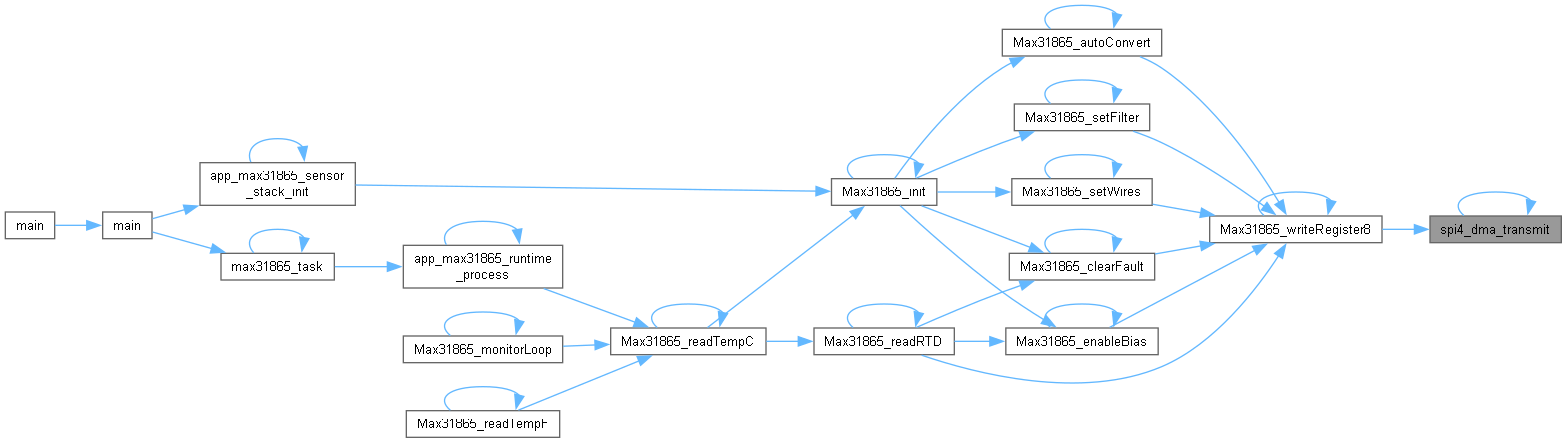 main
main
app_max31865_sensor
_stack_init
max31865_task
app_max31865_runtime
_process
Max31865_monitorLoop
Max31865_readTempF
Max31865_readTempC
Max31865_init
Max31865_readRTD
Max31865_autoConvert
Max31865_setFilter
Max31865_setWires
Max31865_clearFault
Max31865_enableBias
Max31865_writeRegister8
spi4_dma_transmit